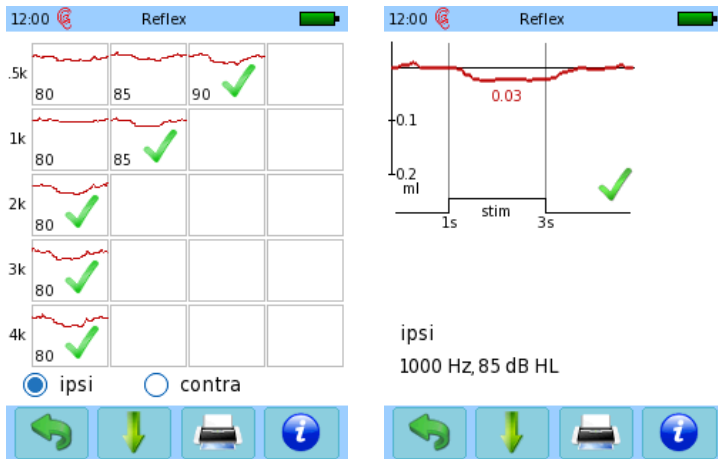 12:00 Reflex
.5k 80 85 90
1k 80 85
2k 80
3k 80
4k 80
ipsi contra
i
12:00 Reflex
0.03
-0.1
-0.2
ml
stim
1s 3s
ipsi
1000 Hz, 85 dB HL
i